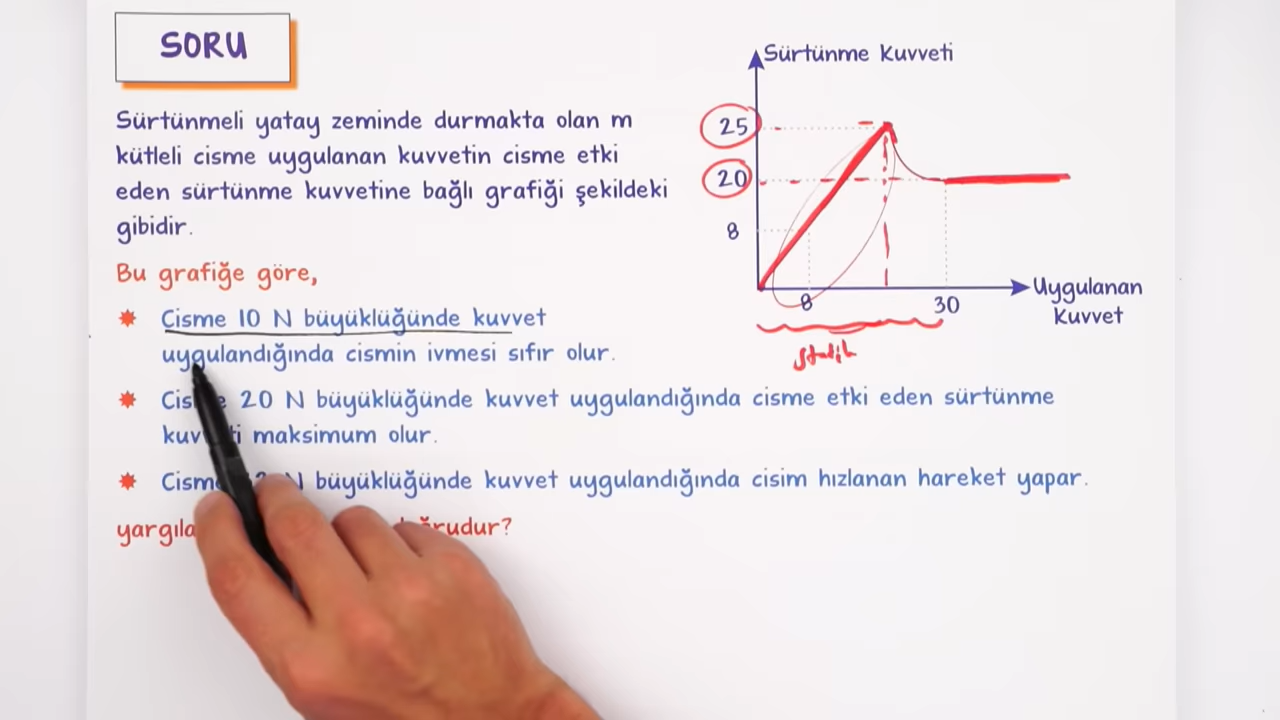 SORU
Sürtünmeli yatay zeminde durmakta olan m
kütleli cisme uygulanan kuvvetin cisme etki
eden sürtünme kuvvetine bağlı grafiği şekildeki
gibidir.
Bu grafiğe göre,
Cisme 10 N büyüklüğünde kuvvet
uygulandığında cismin ivmesi sıfır olur.
20 N büyüklüğünde kuvvet uygulandığında cisme etki eden sürtünme
maksimum olur.
N büyüklüğünde kuvvet uygulandığında cisim hızlanan hareket yapar.
Sürtünme Kuvveti
25
20
8
8
30
Uygulanan
Kuvvet
statik